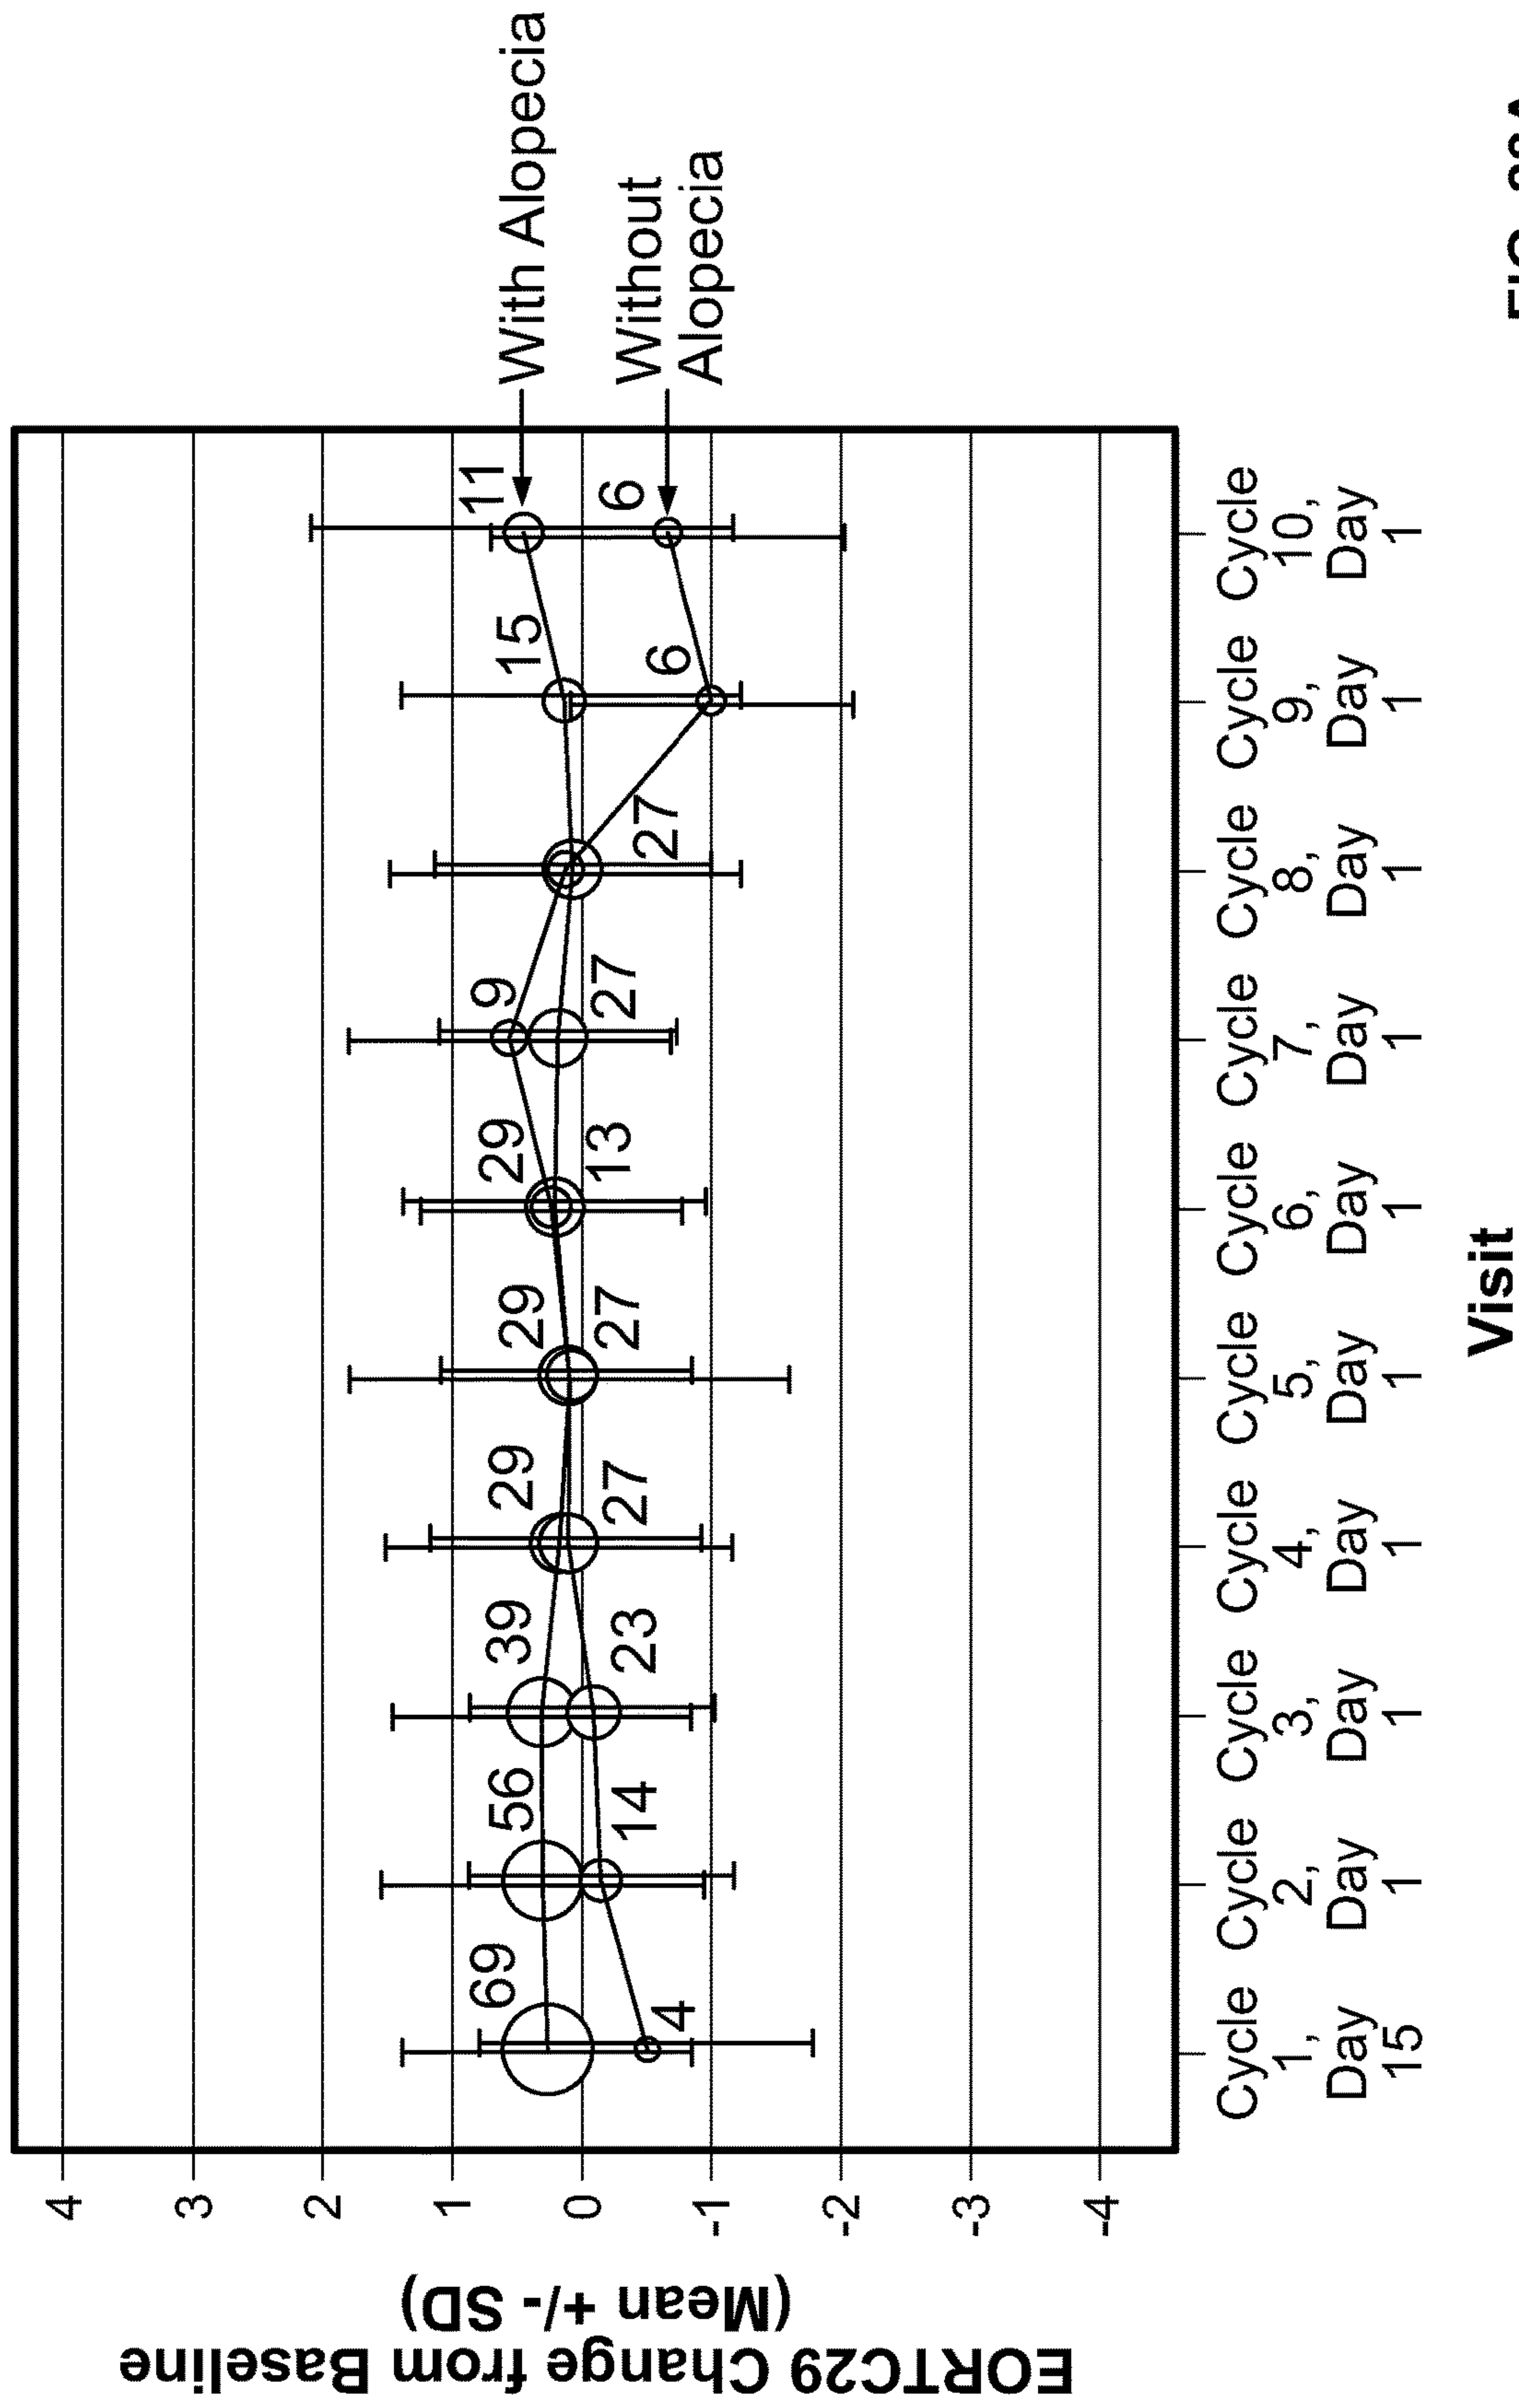 EORTC29 Change from Baseline
(Mean +/- SD)
4
3
2
1
0
-1
-2
-3
-4
69
56
39
29
29
29
9
15
11
4
14
23
27
27
13
27
27
6
6
With Alopecia
Without
Alopecia
Cycle
1,
Day
15
Cycle
2,
Day
1
Cycle
3,
Day
1
Cycle
4,
Day
1
Cycle
5,
Day
1
Cycle
6,
Day
1
Cycle
7,
Day
1
Cycle
8,
Day
1
Cycle
9,
Day
1
Cycle
10,
Day
1
Visit
FIG.